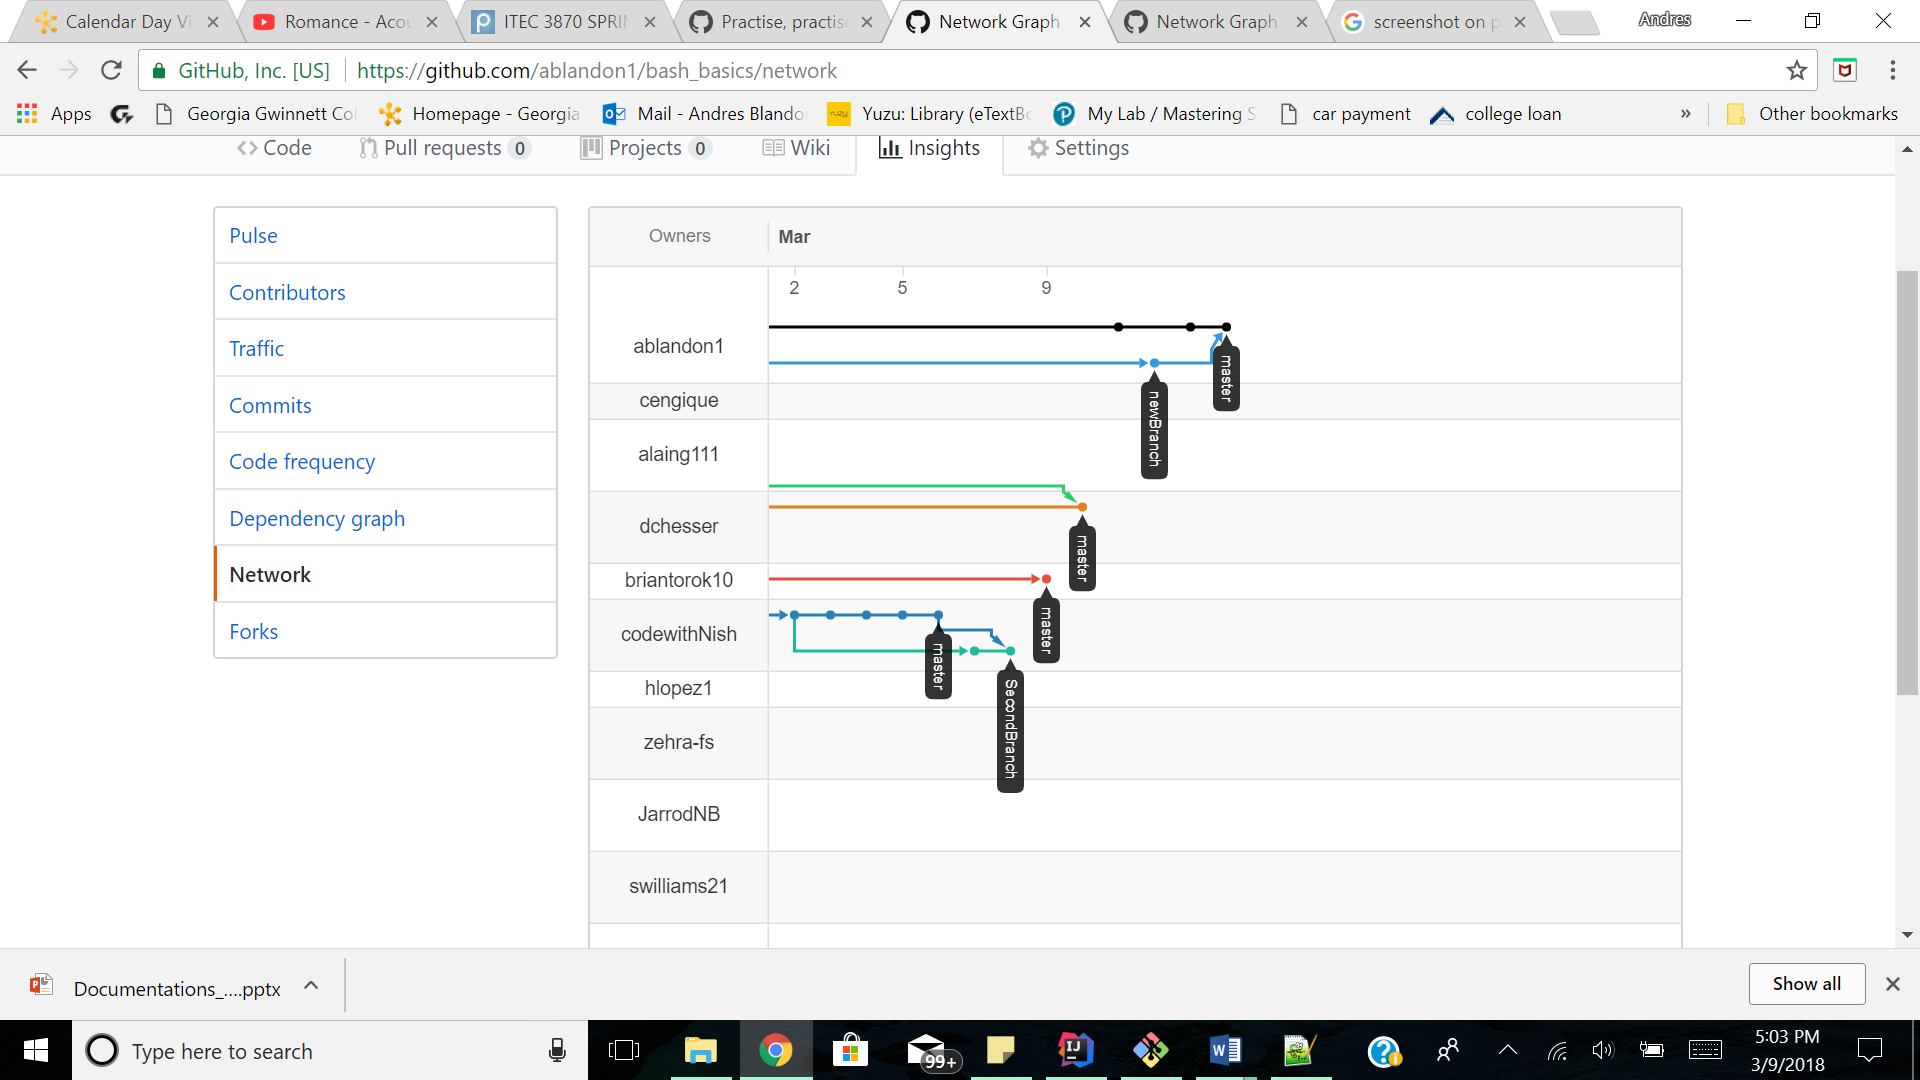 Calendar Day Vi
Romance - Acou
ITEC 3870 SPRIN
Practise, practise
Network Graph
Network Graph
screenshot on p
Andres
GitHub, Inc. [US]
https://github.com/ablandon1/bash_basics/network
Apps
Georgia Gwinnett Col
Homepage - Georgia
Mail - Andres Blando
Yuzu: Library (eTextBo
My Lab / Mastering S
car payment
college loan
»
Other bookmarks
Code
Pull requests 0
Projects 0
Wiki
Insights
Settings
Pulse
Contributors
Traffic
Commits
Code frequency
Dependency graph
Network
Forks
Owners
Mar
2
5
9
ablandon1
master
newBranch
cengique
alaing111
dchesser
master
briantorok10
master
codewithNish
master
SecondBranch
hlopez1
zehra-fs
JarrodNB
swilliams21
Documentations_....pptx
Show all
Type here to search
99+
5:03 PM
3/9/2018